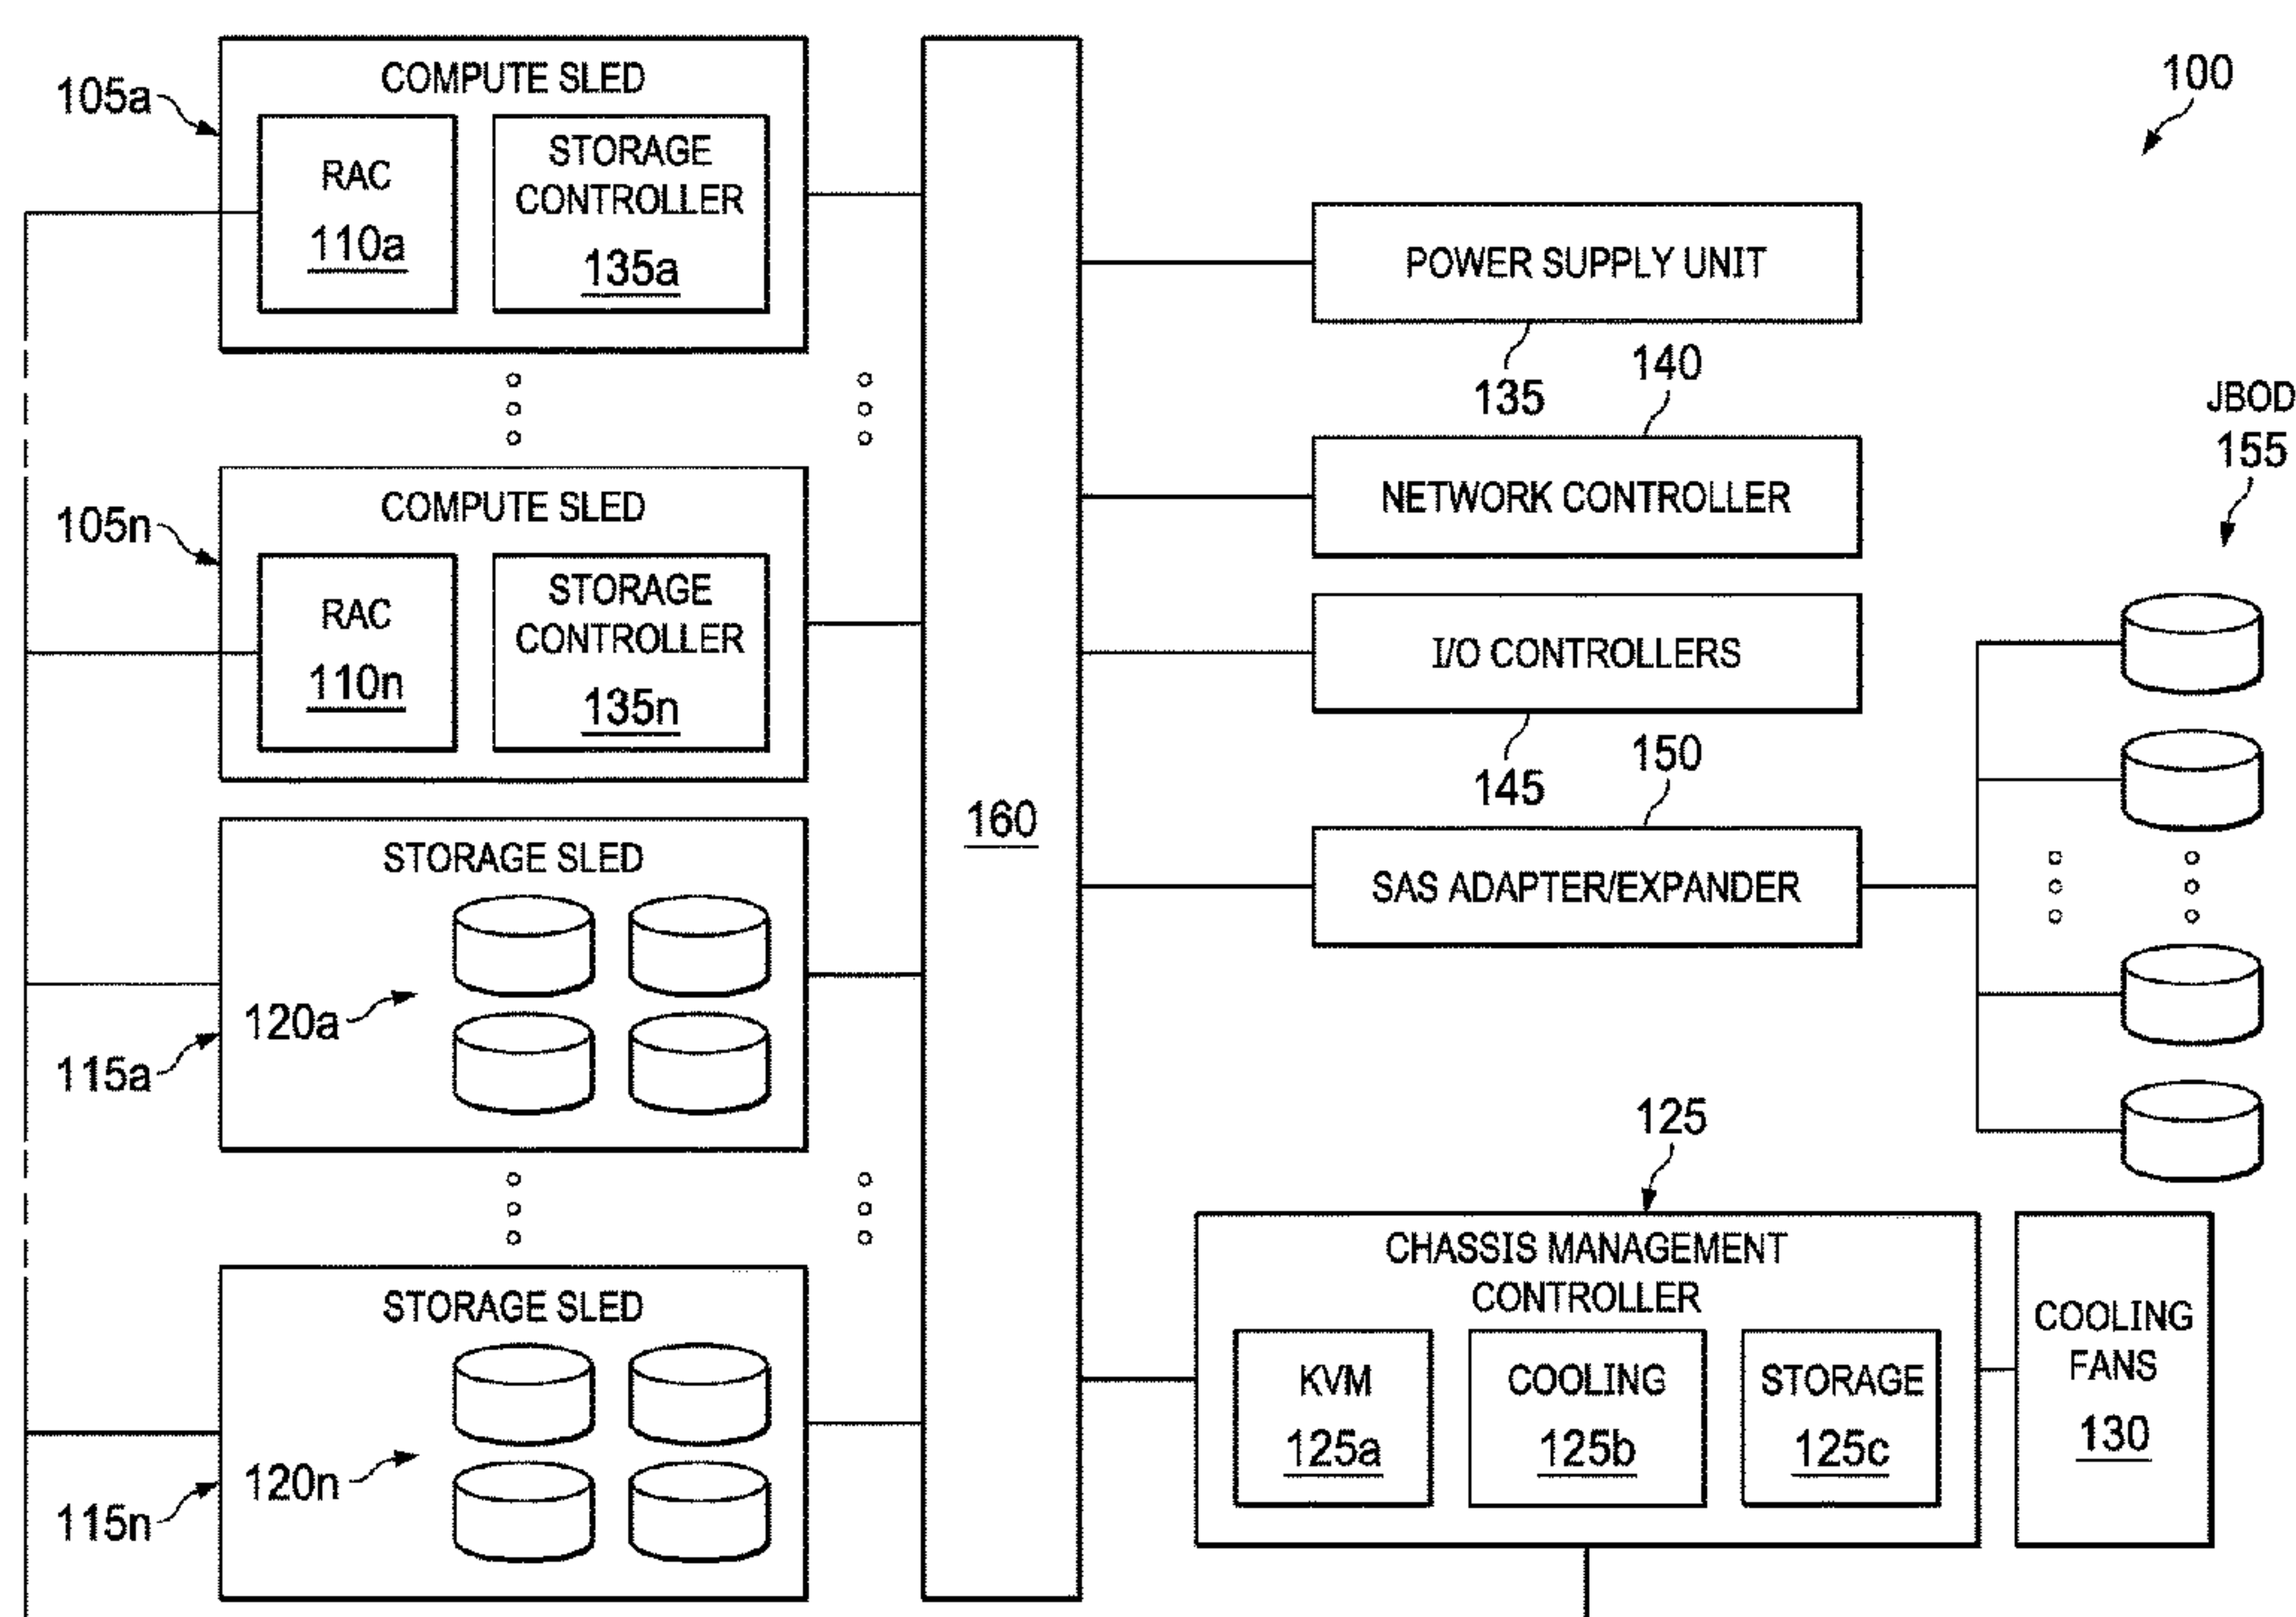 100
105a
COMPUTE SLED
RAC
110a
STORAGE
CONTROLLER
135a
105n
COMPUTE SLED
RAC
110n
STORAGE
CONTROLLER
135n
STORAGE SLED
120a
115a
STORAGE SLED
120n
115n
160
POWER SUPPLY UNIT
135
140
NETWORK CONTROLLER
I/O CONTROLLERS
145
150
SAS ADAPTER/EXPANDER
JBOD
155
125
CHASSIS MANAGEMENT
CONTROLLER
KVM
125a
COOLING
125b
STORAGE
125c
COOLING
FANS
130